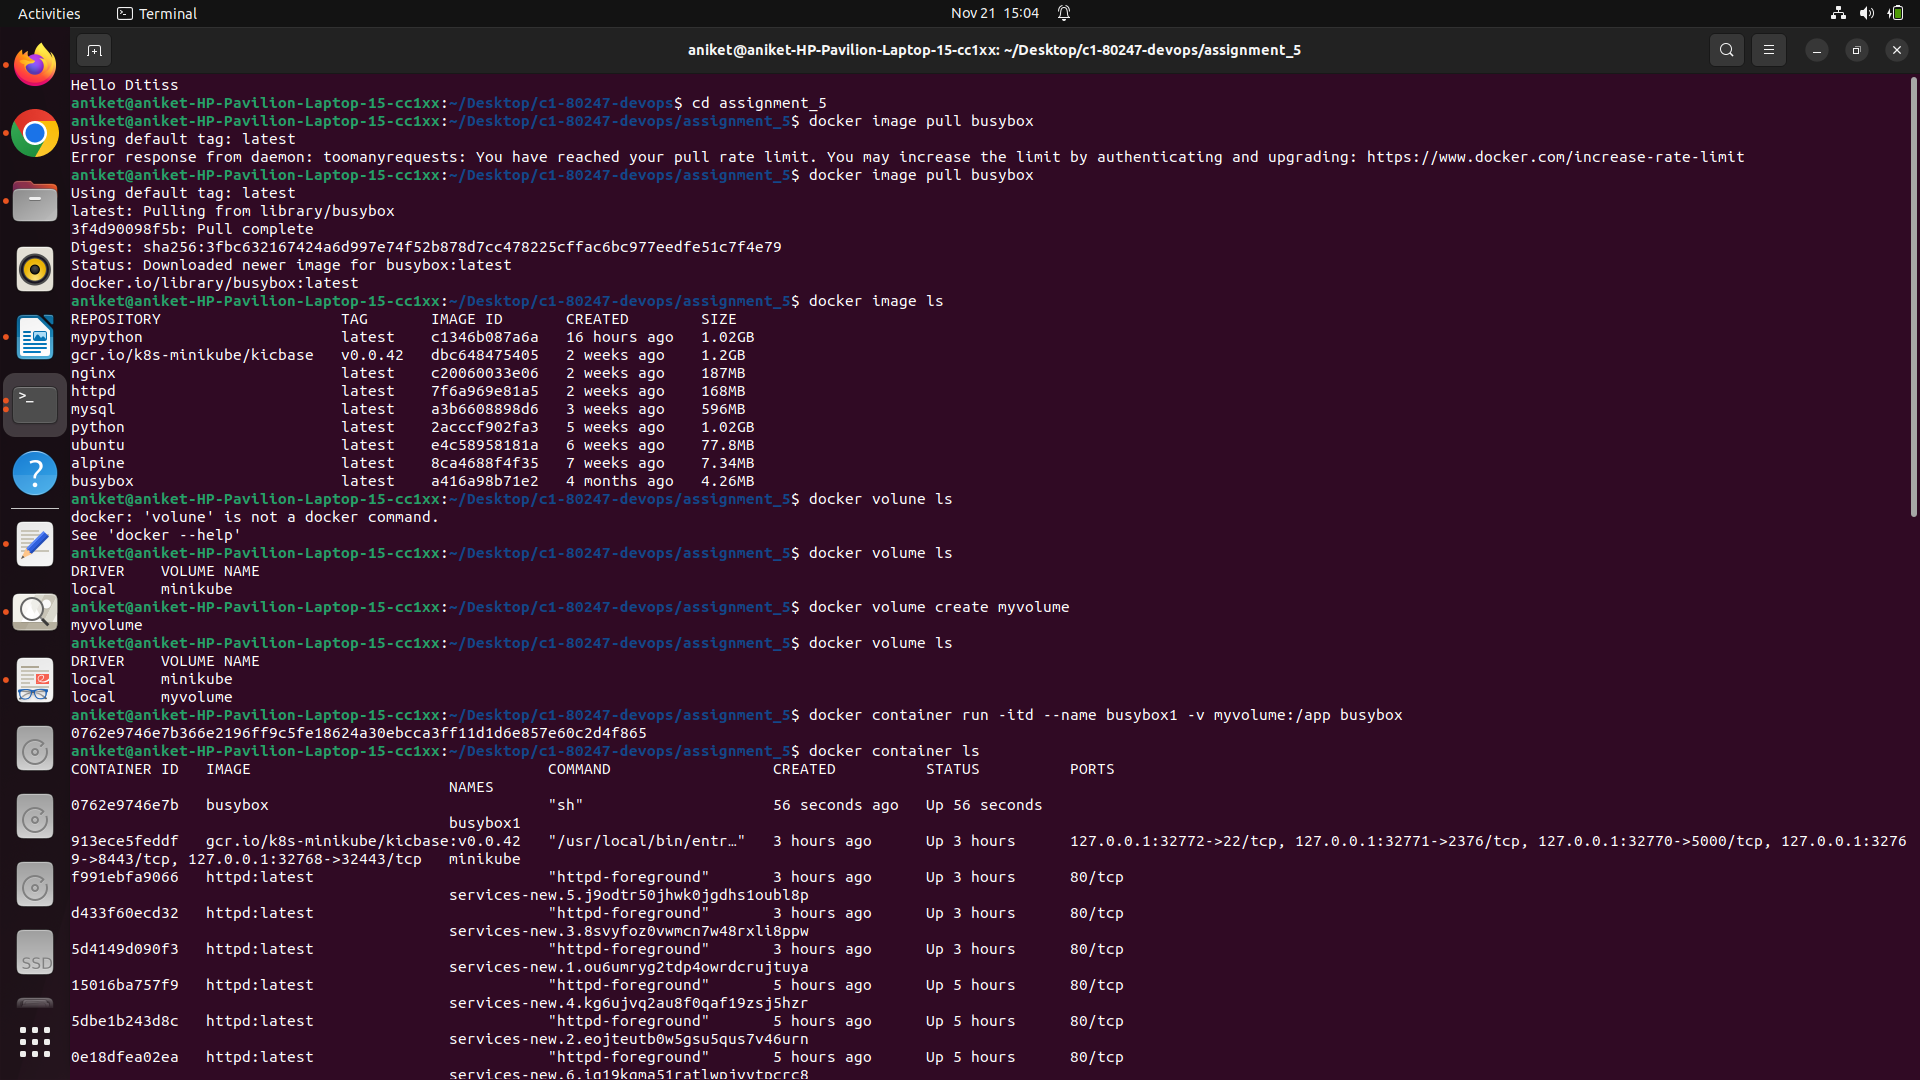 Activities
Terminal
Nov 21 15:04
aniket@aniket-HP-Pavilion-Laptop-15-cc1xx: ~/Desktop/c1-80247-devops/assignment_5
Hello Ditiss
aniket@aniket-HP-Pavilion-Laptop-15-cc1xx:~/Desktop/c1-80247-devops$ cd assignment_5
aniket@aniket-HP-Pavilion-Laptop-15-cc1xx:~/Desktop/c1-80247-devops/assignment_5$ docker image pull busybox
Using default tag: latest
Error response from daemon: toomanyrequests: You have reached your pull rate limit. You may increase the limit by authenticating and upgrading: https://www.docker.com/increase-rate-limit
aniket@aniket-HP-Pavilion-Laptop-15-cc1xx:~/Desktop/c1-80247-devops/assignment_5$ docker image pull busybox
Using default tag: latest
latest: Pulling from library/busybox
3f4d90098f5b: Pull complete
Digest: sha256:3fbc632167424a6d997e74f52b878d7cc478225cffac6bc977eedfe51c7f4e79
Status: Downloaded newer image for busybox:latest
docker.io/library/busybox:latest
aniket@aniket-HP-Pavilion-Laptop-15-cc1xx:~/Desktop/c1-80247-devops/assignment_5$ docker image ls
REPOSITORY                    TAG       IMAGE ID       CREATED        SIZE
mypython                      latest    c1346b087a6a   16 hours ago   1.02GB
gcr.io/k8s-minikube/kicbase   v0.0.42   dbc648475405   2 weeks ago    1.2GB
nginx                         latest    c20060033e06   2 weeks ago    187MB
httpd                         latest    7f6a969e81a5   2 weeks ago    168MB
mysql                         latest    a3b6608898d6   3 weeks ago    596MB
python                        latest    2acccf902fa3   5 weeks ago    1.02GB
ubuntu                        latest    e4c58958181a   6 weeks ago    77.8MB
alpine                        latest    8ca4688f4f35   7 weeks ago    7.34MB
busybox                       latest    a416a98b71e2   4 months ago   4.26MB
aniket@aniket-HP-Pavilion-Laptop-15-cc1xx:~/Desktop/c1-80247-devops/assignment_5$ docker volune ls
docker: 'volune' is not a docker command.
See 'docker --help'
aniket@aniket-HP-Pavilion-Laptop-15-cc1xx:~/Desktop/c1-80247-devops/assignment_5$ docker volume ls
DRIVER    VOLUME NAME
local     minikube
aniket@aniket-HP-Pavilion-Laptop-15-cc1xx:~/Desktop/c1-80247-devops/assignment_5$ docker volume create myvolume
myvolume
aniket@aniket-HP-Pavilion-Laptop-15-cc1xx:~/Desktop/c1-80247-devops/assignment_5$ docker volume ls
DRIVER    VOLUME NAME
local     minikube
local     myvolume
aniket@aniket-HP-Pavilion-Laptop-15-cc1xx:~/Desktop/c1-80247-devops/assignment_5$ docker container run -itd --name busybox1 -v myvolume:/app busybox
0762e9746e7b366e2196ff9c5fe18624a30ebcca3ff11d1d6e857e60c2d4f865
aniket@aniket-HP-Pavilion-Laptop-15-cc1xx:~/Desktop/c1-80247-devops/assignment_5$ docker container ls
CONTAINER ID   IMAGE                                 COMMAND                  CREATED          STATUS          PORTS
NAMES
0762e9746e7b   busybox                               "sh"                     56 seconds ago   Up 56 seconds
busybox1
913ece5feddf   gcr.io/k8s-minikube/kicbase:v0.0.42   "/usr/local/bin/entr…"   3 hours ago      Up 3 hours      127.0.0.1:32772->22/tcp, 127.0.0.1:32771->2376/tcp, 127.0.0.1:32770->5000/tcp, 127.0.0.1:3276
9->8443/tcp, 127.0.0.1:32768->32443/tcp   minikube
f991ebfa9066   httpd:latest                          "httpd-foreground"       3 hours ago      Up 3 hours      80/tcp
services-new.5.j9odtr50jhwk0jgdhs1oubl8p
d433f60ecd32   httpd:latest                          "httpd-foreground"       3 hours ago      Up 3 hours      80/tcp
services-new.3.8svyfoz0vwmcn7w48rxli8ppw
5d4149d090f3   httpd:latest                          "httpd-foreground"       3 hours ago      Up 3 hours      80/tcp
services-new.1.ou6umryg2tdp4owrdcrujtuya
15016ba757f9   httpd:latest                          "httpd-foreground"       5 hours ago      Up 5 hours      80/tcp
services-new.4.kg6ujvq2au8f0qaf19zsj5hzr
5dbe1b243d8c   httpd:latest                          "httpd-foreground"       5 hours ago      Up 5 hours      80/tcp
services-new.2.eojteutb0w5gsu5qus7v46urn
0e18dfea02ea   httpd:latest                          "httpd-foreground"       5 hours ago      Up 5 hours      80/tcp
SSD